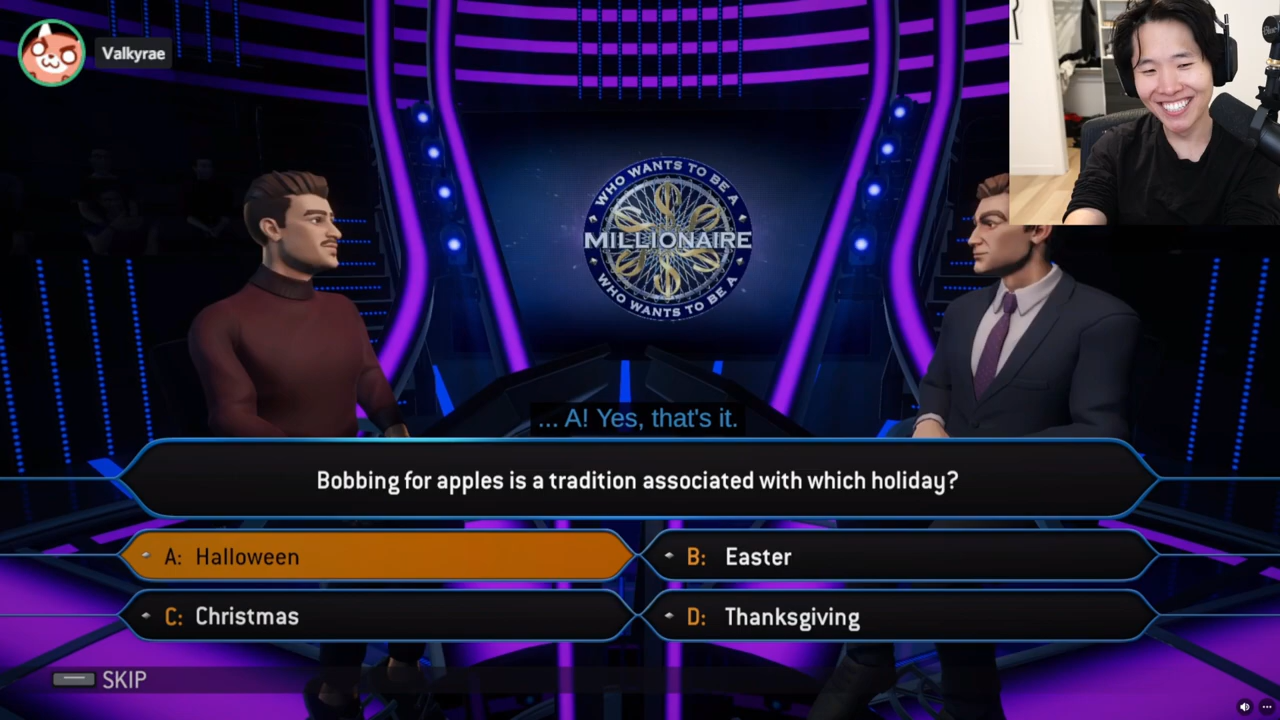 Valkyrae
WHO WANTS TO BE A
MILLIONAIRE
WHO WANTS TO BE A
... A! Yes, that's it.
Bobbing for apples is a tradition associated with which holiday?
A: Halloween
B: Easter
C: Christmas
D: Thanksgiving
SKIP